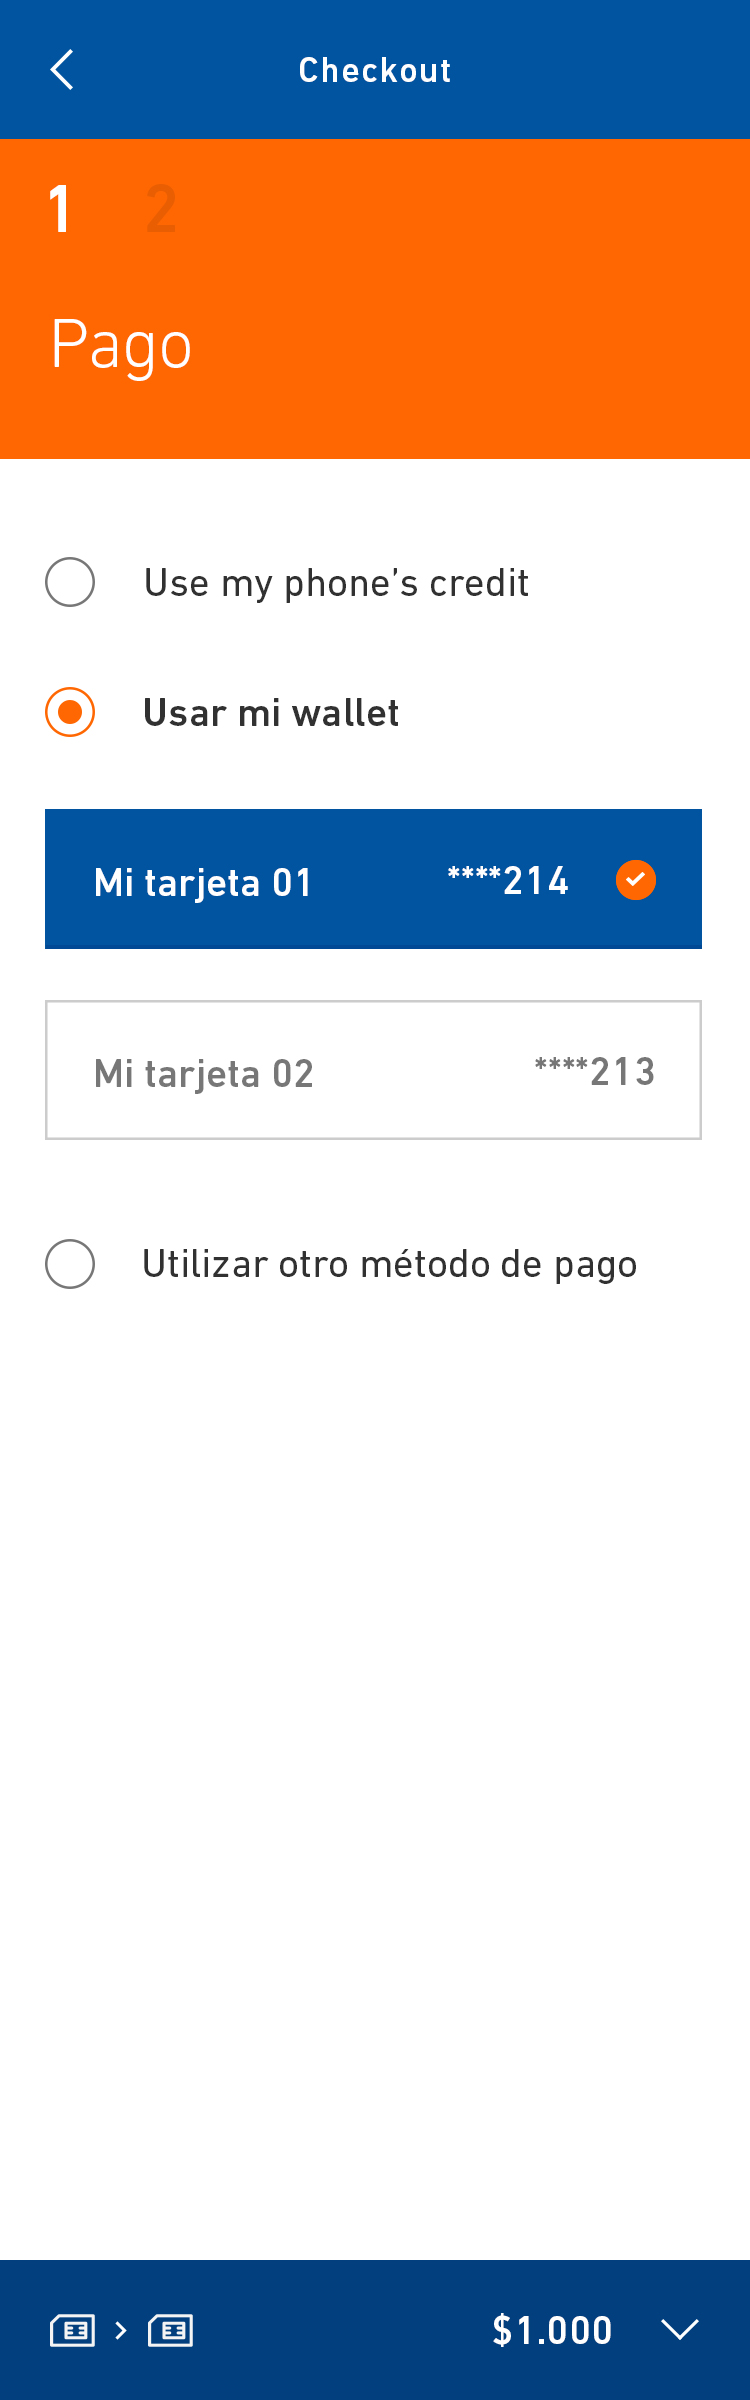 Checkout
1 2
Pago
Use my phone’s credit
Usar mi wallet
Mi tarjeta 01 ****214
Mi tarjeta 02 ****213
Utilizar otro método de pago
$1.000